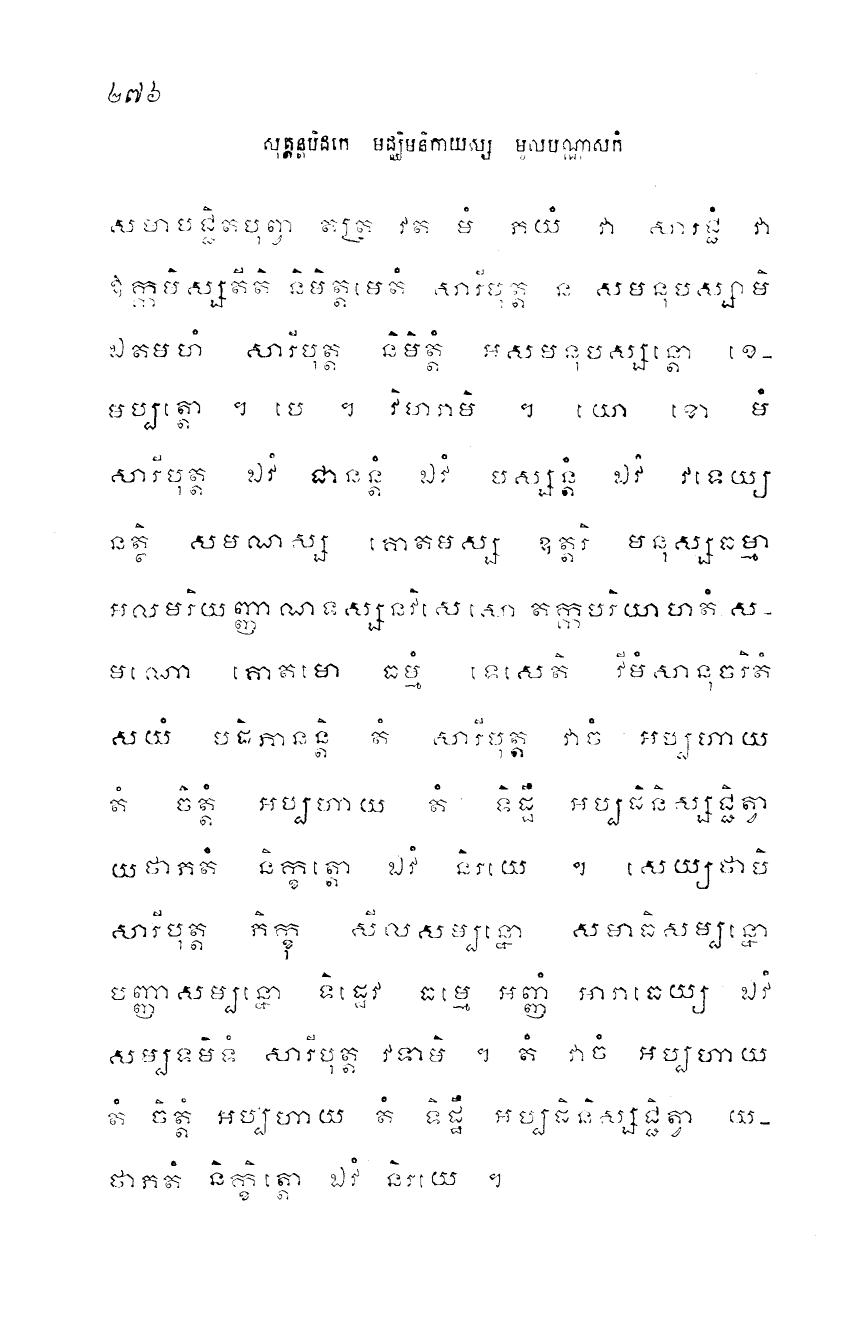 ២៧៦
សុត្តន្តបិដកេ មជ្ឈិមនិកាយស្ស មូលបណ្ណាសកំ
សហបជ្ជិតបុព្វា តត្រ វត មំ ភយំ វា សារជ្ជំ វា
ឱក្កមិស្សតីតិ និមិត្តមេតំ សារីបុត្ត ន សមនុបស្សាមិ
ឯតមហំ សារីបុត្ត និមិត្តំ អសមនុបស្សន្តោ ខេ-
មប្បត្តោ ។ បេ ។ វិហរាមិ ។ យោ ខោ មំ
សារីបុត្ត ឯវំ ជានន្តំ ឯវំ បស្សន្តំ ឯវំ វទេយ្យ
នត្ថិ សមណស្ស គោតមស្ស ឧត្តរិ មនុស្សធម្មា
អលមរិយញ្ញាណទស្សនវិសេសោ តក្កបរិយាហតំ ស-
មណោ គោតមោ ធម្មំ ទេសេតិ វីមំសានុចរិតំ
សយំ បដិភានន្តិ តំ សារីបុត្ត វាចំ អប្បហាយ
តំ ចិត្តំ អប្បហាយ តំ ទិដ្ឋឹ អប្បដិនិស្សជ្ជិត្វា
យថាភតំ និក្ខត្តោ ឯវំ និរយេ ។ សេយ្យថាបិ
សារីបុត្ត ភិក្ខុ សីលសម្បន្នោ សមាធិសម្បន្នោ
បញ្ញាសម្បន្នោ ទិដ្ឋេវ ធម្មេ អញ្ញំ អារាធេយ្យ ឯវំ
សម្បទមិទំ សារីបុត្ត វទាមិ ។ តំ វាចំ អប្បហាយ
តំ ចិត្តំ អប្បហាយ តំ ទិដ្ឋឹ អប្បដិនិស្សជ្ជិត្វា យ-
ថាភតំ និក្ខិត្តោ ឯវំ និរយេ ។